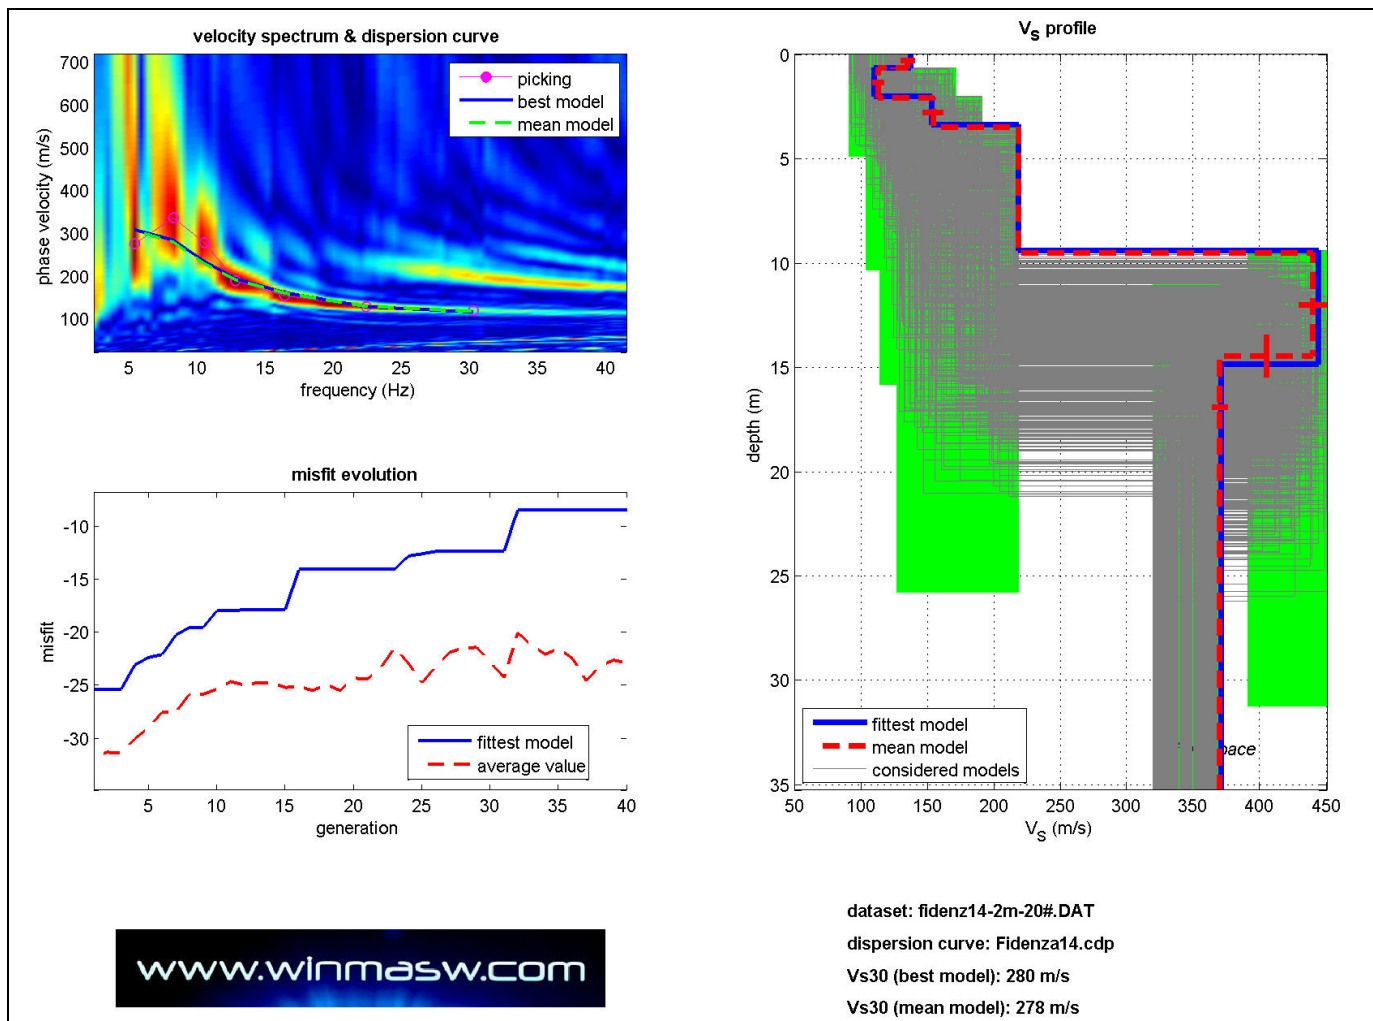 velocity spectrum & dispersion curve
700
600
500
400
300
200
100
phase velocity (m/s)
picking
best model
mean model
5 10 15 20 25 30 35 40
frequency (Hz)
misfit evolution
-10
-15
-20
-25
-30
misfit
fittest model
average value
5 10 15 20 25 30 35 40
generation
www.winmasw.com
VS profile
0
5
10
15
20
25
30
35
depth (m)
fittest model
mean model
considered models
50 100 150 200 250 300 350 400 450
VS (m/s)
dataset: fidenz14-2m-20#.DAT
dispersion curve: Fidenza14.cdp
Vs30 (best model): 280 m/s
Vs30 (mean model): 278 m/s